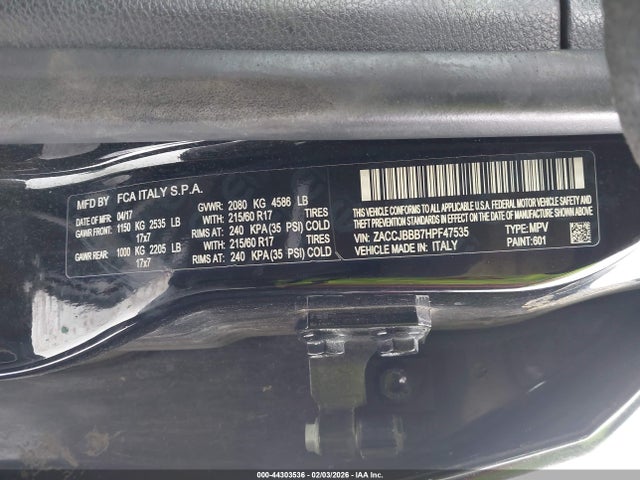 MFD BY FCA ITALY S.P.A.
DATE OF MFR 04/17 GVWR: 2080 KG 4586 LB
GAWR FRONT: 1150 KG 2535 LB WITH: 215/60 R17 TIRES
17x7 RIMS AT: 240 KPA(35 PSI) COLD
GAWR REAR: 1000 KG 2205 LB WITH: 215/60 R17 TIRES
17x7 RIMS AT: 240 KPA(35 PSI) COLD
THIS VEHICLE CONFORMS TO ALL APPLICABLE
U.S.A. FEDERAL MOTOR VEHICLE SAFETY,
BUMPER, AND THEFT PREVENTION STANDARDS IN
EFFECT ON THE DATE OF MANUFACTURE SHOWN ABOVE.
VIN: ZACCJBBB7HPF47535 TYPE: MPV
VEHICLE MADE IN: ITALY PAINT:601
000-44303536 - 02/03/2026 - IAAI.COM